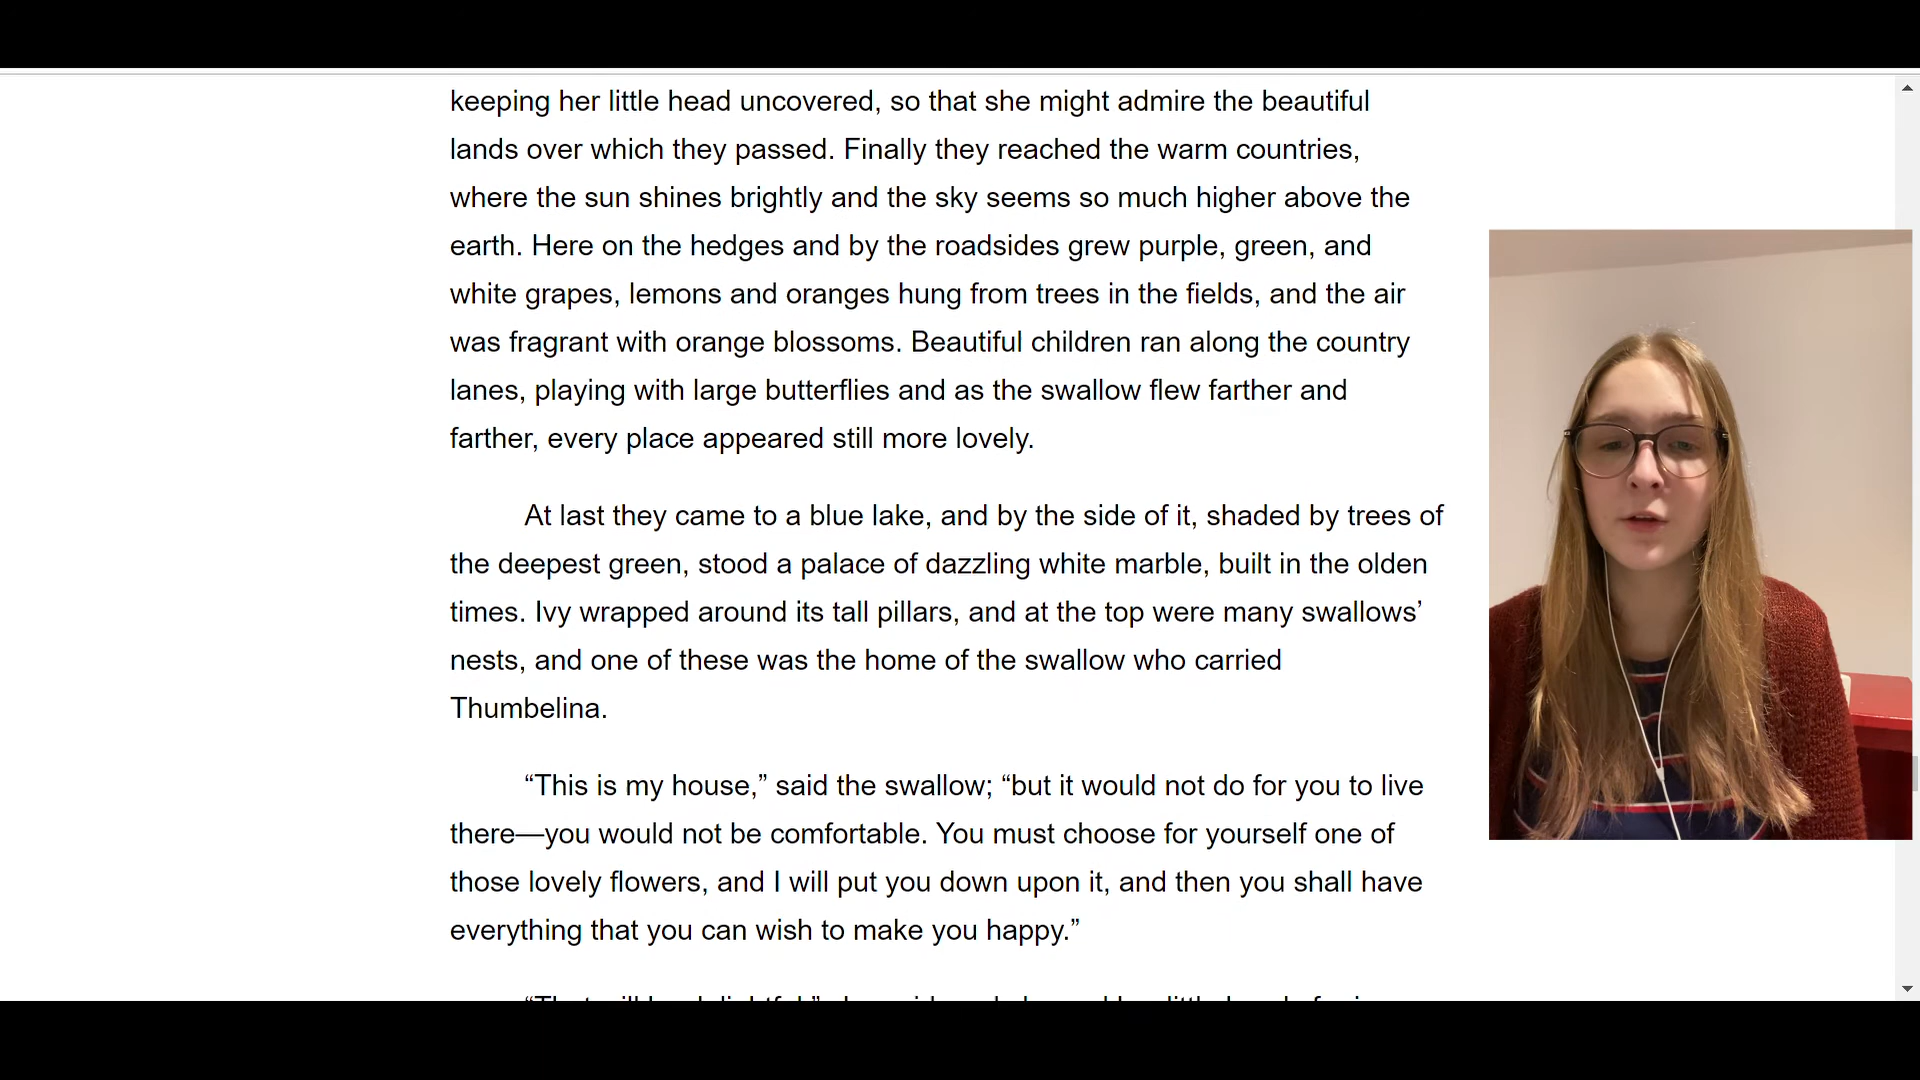 keeping her little head uncovered, so that she might admire the beautiful
lands over which they passed. Finally they reached the warm countries,
where the sun shines brightly and the sky seems so much higher above the
earth. Here on the hedges and by the roadsides grew purple, green, and
white grapes, lemons and oranges hung from trees in the fields, and the air
was fragrant with orange blossoms. Beautiful children ran along the country
lanes, playing with large butterflies and as the swallow flew farther and
farther, every place appeared still more lovely.
At last they came to a blue lake, and by the side of it, shaded by trees of
the deepest green, stood a palace of dazzling white marble, built in the olden
times. Ivy wrapped around its tall pillars, and at the top were many swallows’
nests, and one of these was the home of the swallow who carried
Thumbelina.
“This is my house,” said the swallow; “but it would not do for you to live
there—you would not be comfortable. You must choose for yourself one of
those lovely flowers, and I will put you down upon it, and then you shall have
everything that you can wish to make you happy.”